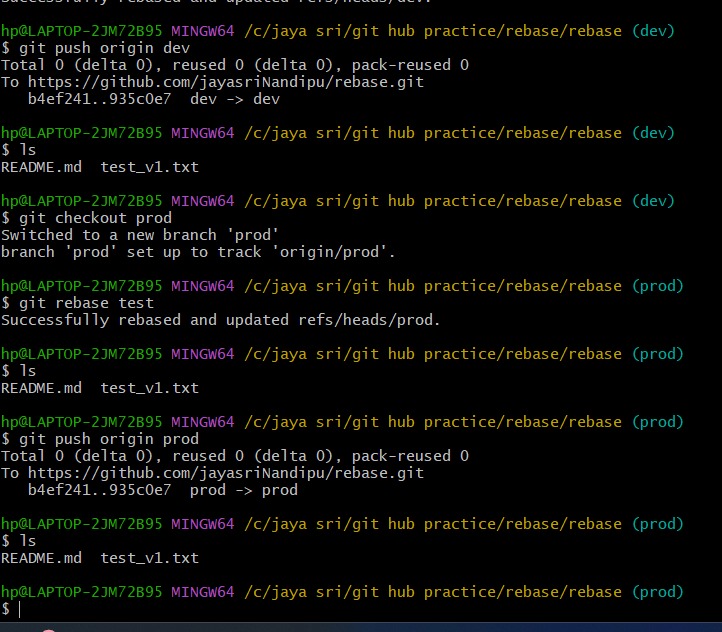 Successfully rebased and updated refs/heads/dev.
hp@LAPTOP-2JM72B95 MINGW64 /c/jaya sri/git hub practice/rebase/rebase (dev)
$ git push origin dev
Total 0 (delta 0), reused 0 (delta 0), pack-reused 0
To https://github.com/jayasriNandipu/rebase.git
   b4ef241..935c0e7  dev -> dev
hp@LAPTOP-2JM72B95 MINGW64 /c/jaya sri/git hub practice/rebase/rebase (dev)
$ ls
README.md  test_v1.txt
hp@LAPTOP-2JM72B95 MINGW64 /c/jaya sri/git hub practice/rebase/rebase (dev)
$ git checkout prod
Switched to a new branch 'prod'
branch 'prod' set up to track 'origin/prod'.
hp@LAPTOP-2JM72B95 MINGW64 /c/jaya sri/git hub practice/rebase/rebase (prod)
$ git rebase test
Successfully rebased and updated refs/heads/prod.
hp@LAPTOP-2JM72B95 MINGW64 /c/jaya sri/git hub practice/rebase/rebase (prod)
$ ls
README.md  test_v1.txt
hp@LAPTOP-2JM72B95 MINGW64 /c/jaya sri/git hub practice/rebase/rebase (prod)
$ git push origin prod
Total 0 (delta 0), reused 0 (delta 0), pack-reused 0
To https://github.com/jayasriNandipu/rebase.git
   b4ef241..935c0e7  prod -> prod
hp@LAPTOP-2JM72B95 MINGW64 /c/jaya sri/git hub practice/rebase/rebase (prod)
$ ls
README.md  test_v1.txt
hp@LAPTOP-2JM72B95 MINGW64 /c/jaya sri/git hub practice/rebase/rebase (prod)
$